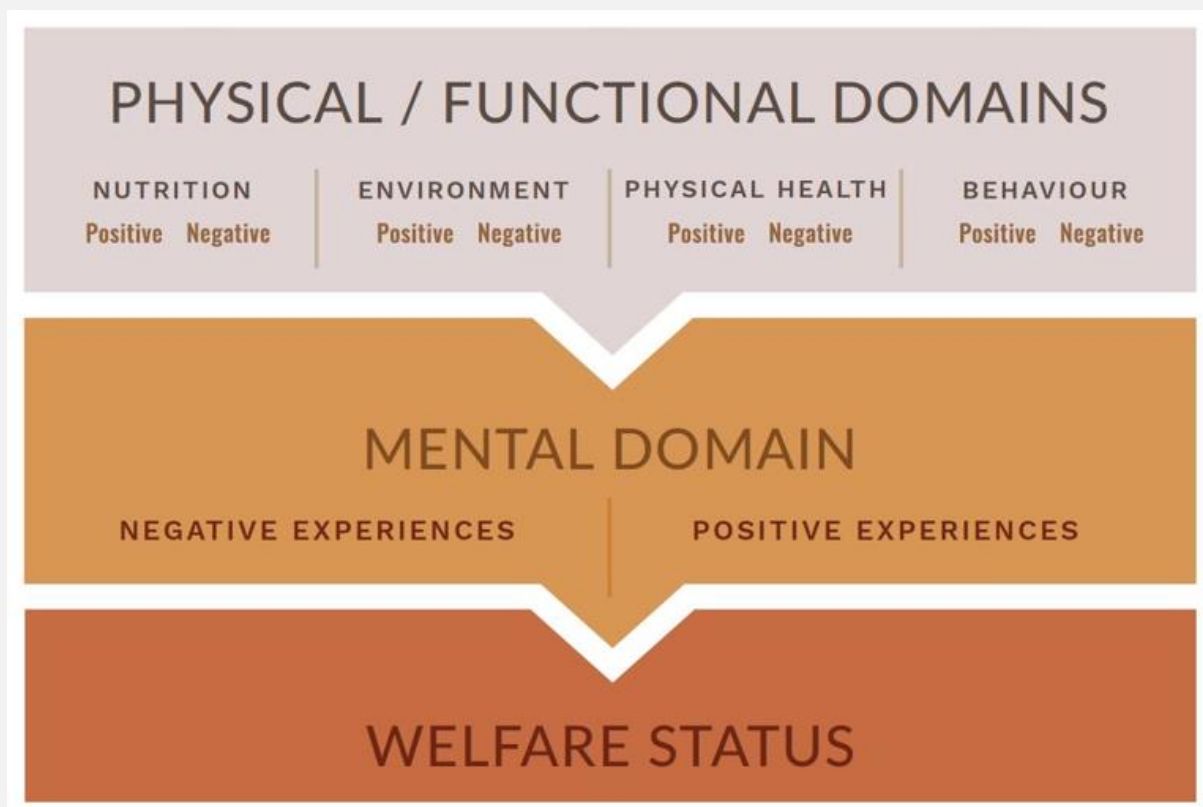 PHYSICAL / FUNCTIONAL DOMAINS
NUTRITION ENVIRONMENT PHYSICAL HEALTH BEHAVIOUR
Positive Negative Positive Negative Positive Negative Positive Negative
MENTAL DOMAIN
NEGATIVE EXPERIENCES POSITIVE EXPERIENCES
WELFARE STATUS